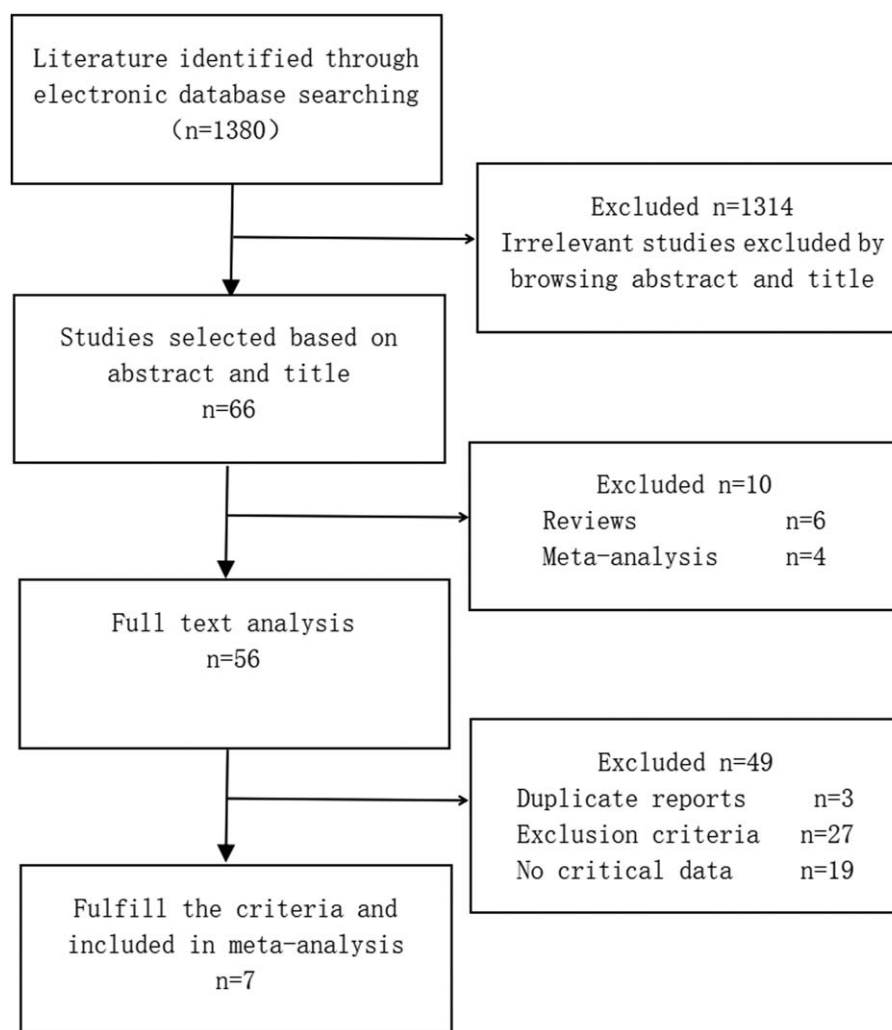 Literature identified through
electronic database searching
（n=1380）
Excluded n=1314
Irrelevant studies excluded by
browsing abstract and title
Studies selected based on
abstract and title
n=66
Excluded n=10
Reviews n=6
Meta-analysis n=4
Full text analysis
n=56
Excluded n=49
Duplicate reports n=3
Exclusion criteria n=27
No critical data n=19
Fulfill the criteria and
included in meta-analysis
n=7